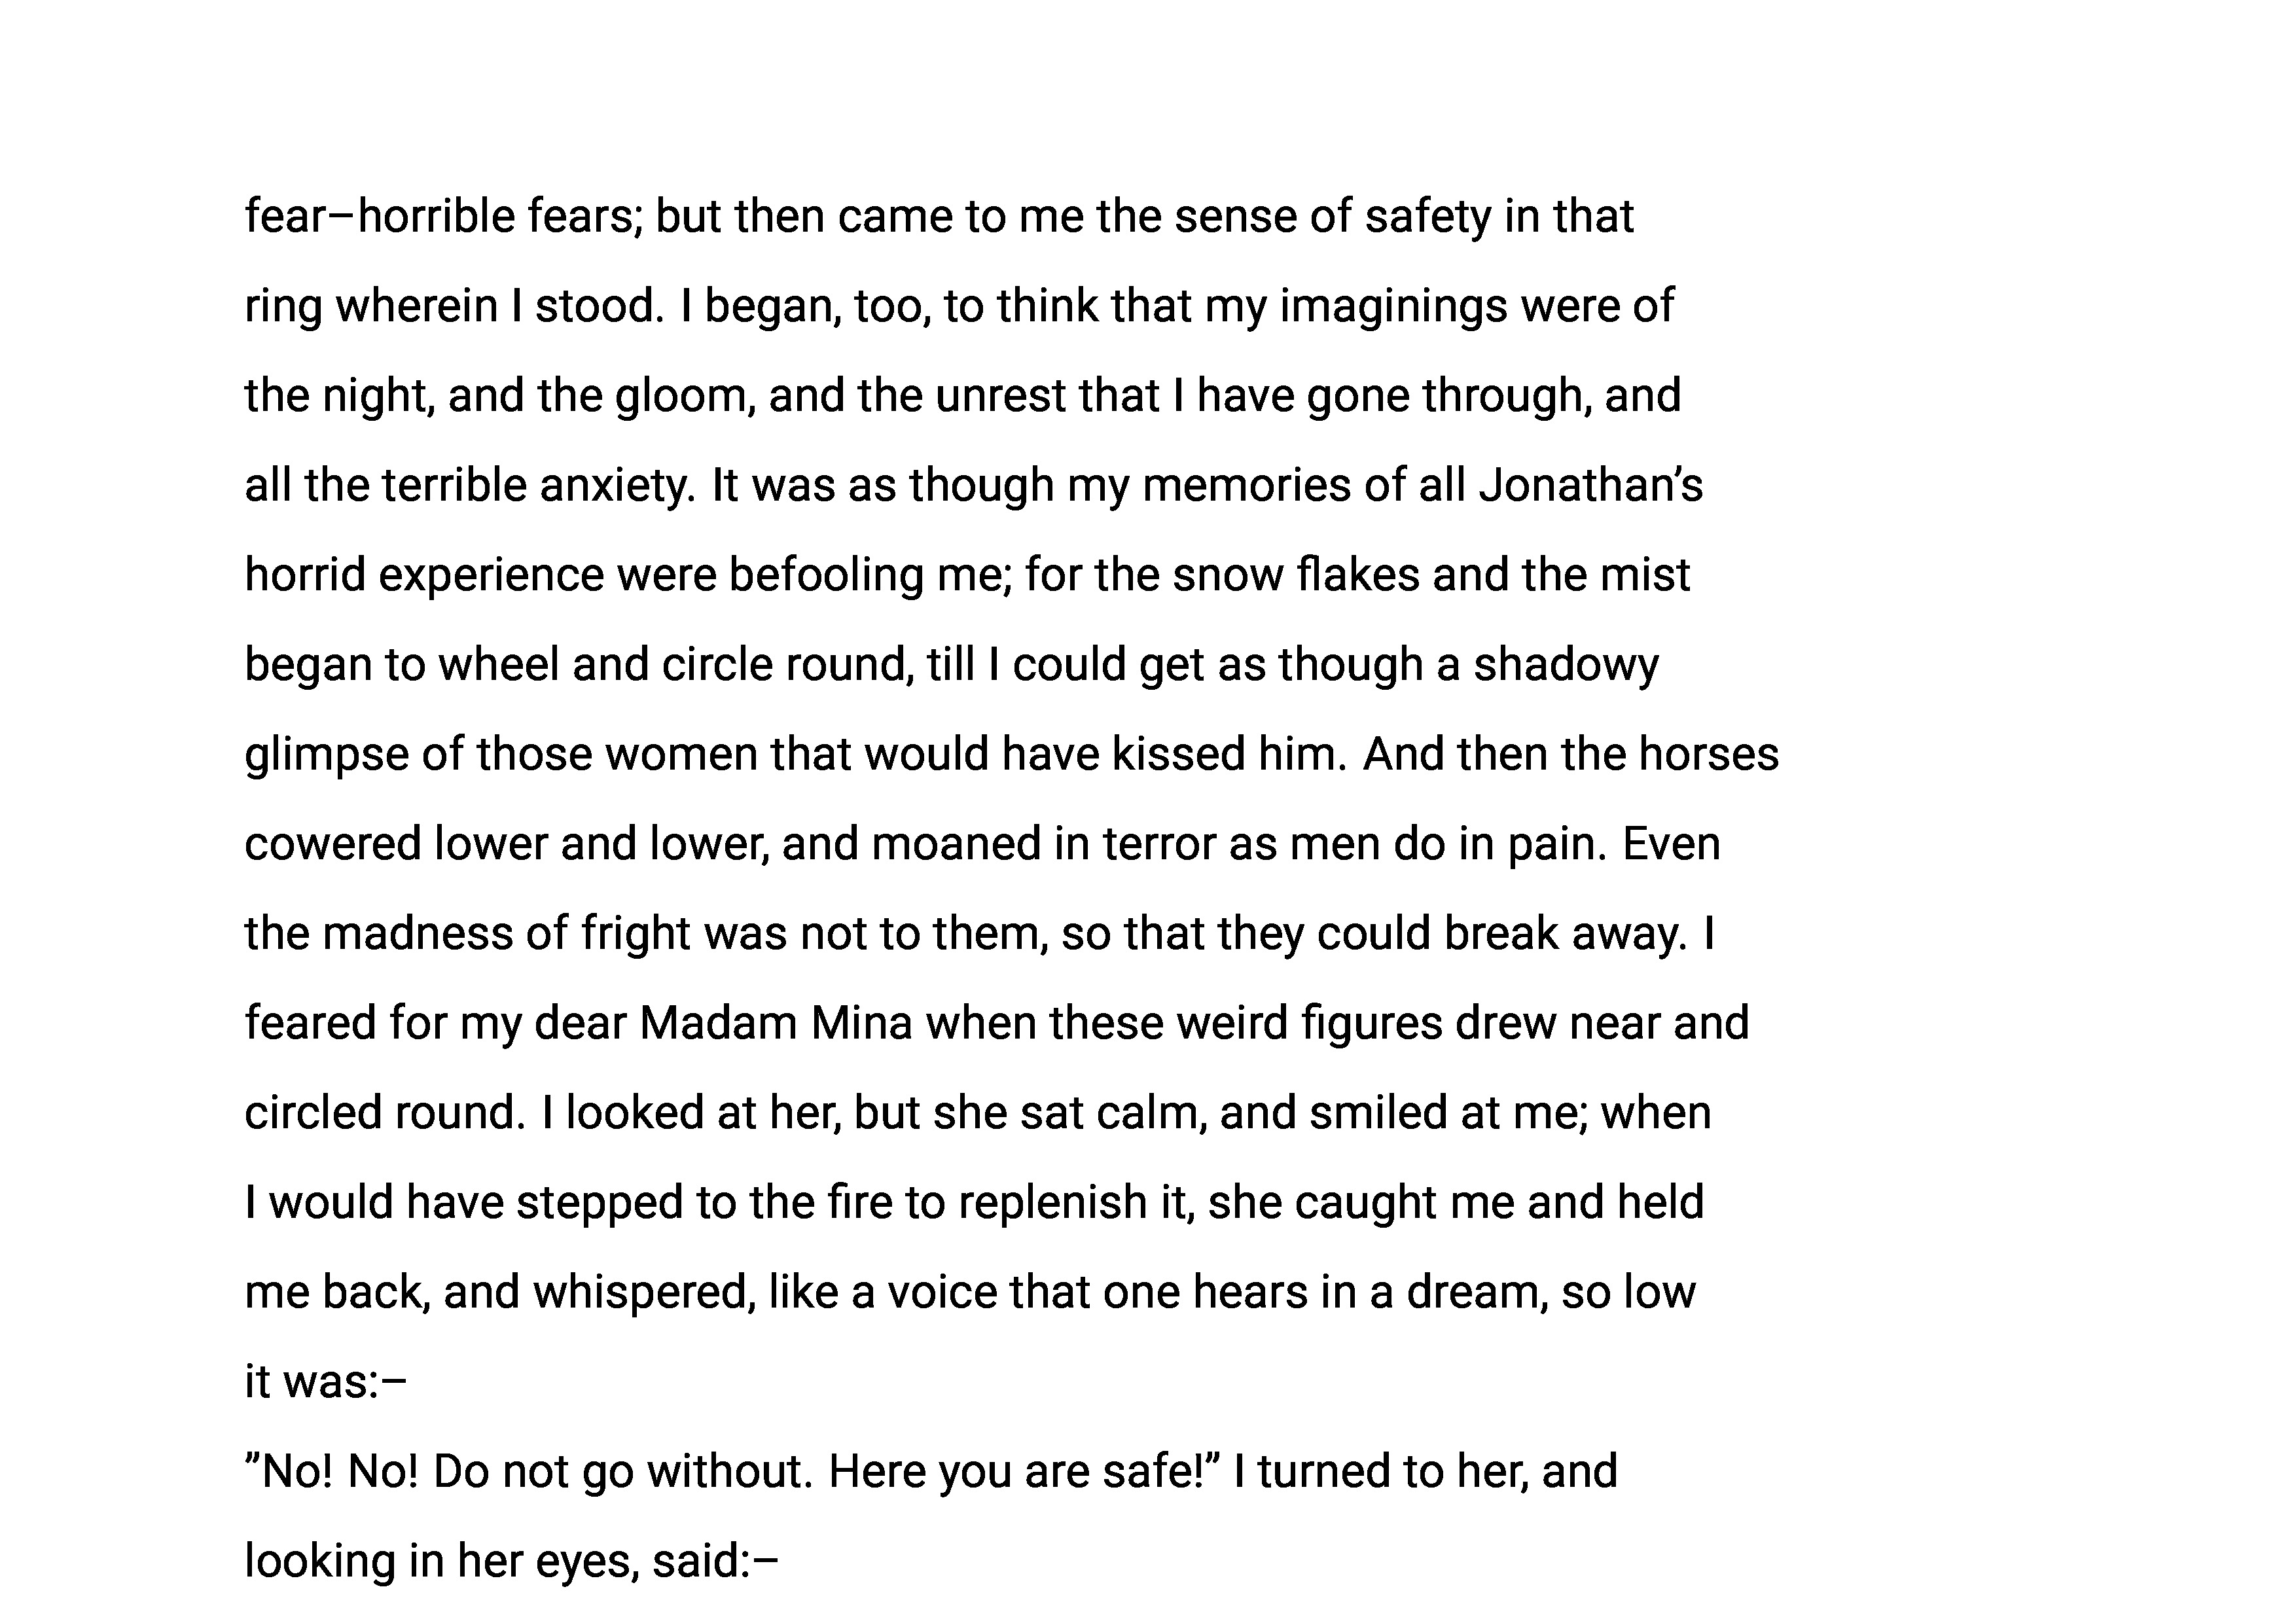 fear–horrible fears; but then came to me the sense of safety in that
ring wherein I stood. I began, too, to think that my imaginings were of
the night, and the gloom, and the unrest that I have gone through, and
all the terrible anxiety. It was as though my memories of all Jonathan’s
horrid experience were befooling me; for the snow flakes and the mist
began to wheel and circle round, till I could get as though a shadowy
glimpse of those women that would have kissed him. And then the horses
cowered lower and lower, and moaned in terror as men do in pain. Even
the madness of fright was not to them, so that they could break away. I
feared for my dear Madam Mina when these weird figures drew near and
circled round. I looked at her, but she sat calm, and smiled at me; when
I would have stepped to the fire to replenish it, she caught me and held
me back, and whispered, like a voice that one hears in a dream, so low
it was:–
”No! No! Do not go without. Here you are safe!” I turned to her, and
looking in her eyes, said:–